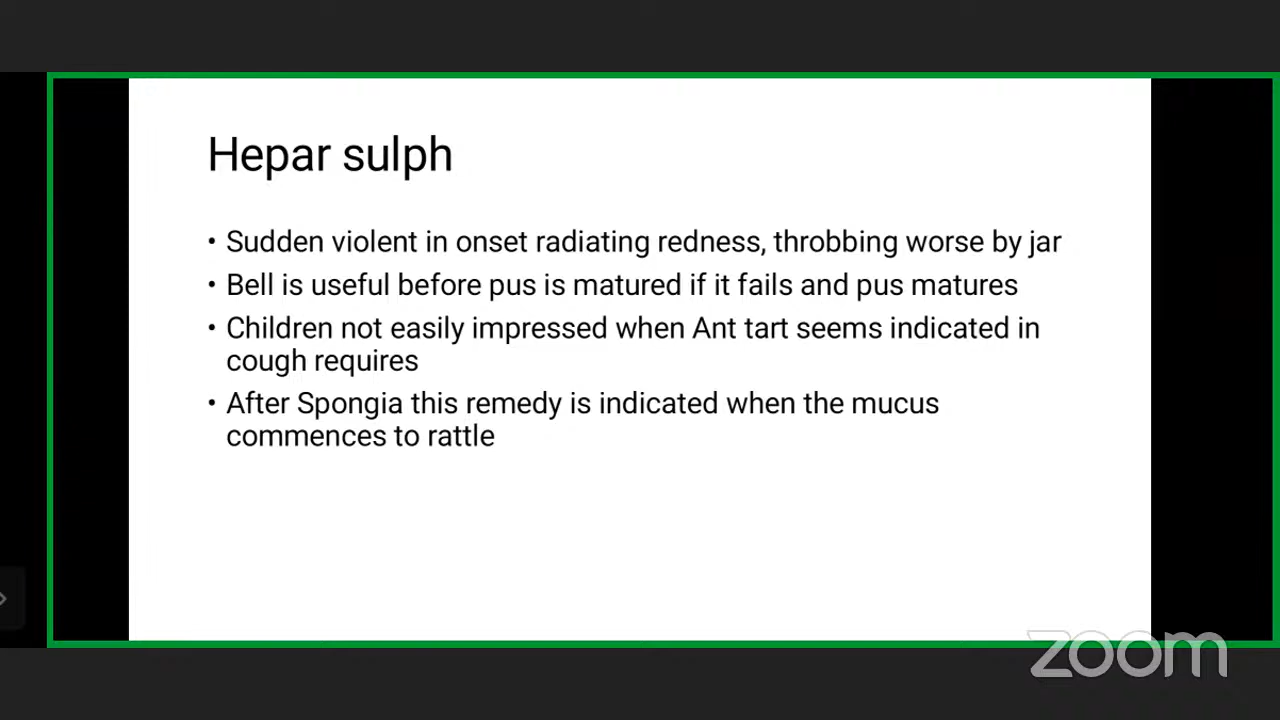 Hepar sulph
• Sudden violent in onset radiating redness, throbbing worse by jar
• Bell is useful before pus is matured if it fails and pus matures
• Children not easily impressed when Ant tart seems indicated in
cough requires
• After Spongia this remedy is indicated when the mucus
commences to rattle
zoom